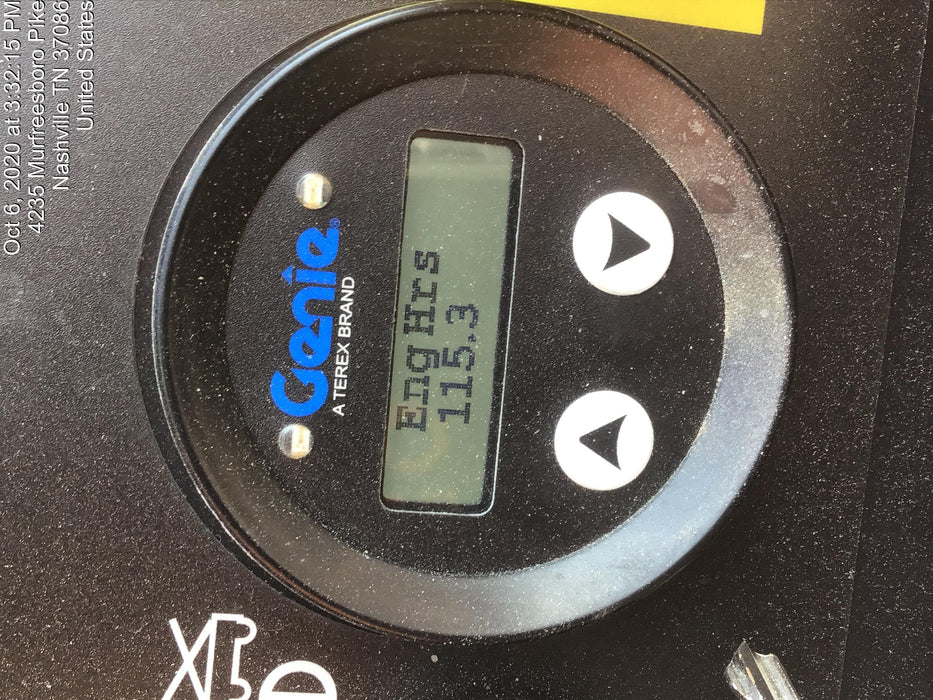 Oct 6, 2020 at 3:32:15 PM
4235 Murfreesboro Pike
Nashville TN 37086
United States
Genie®
A TEREX BRAND
Eng Hrs
115.3